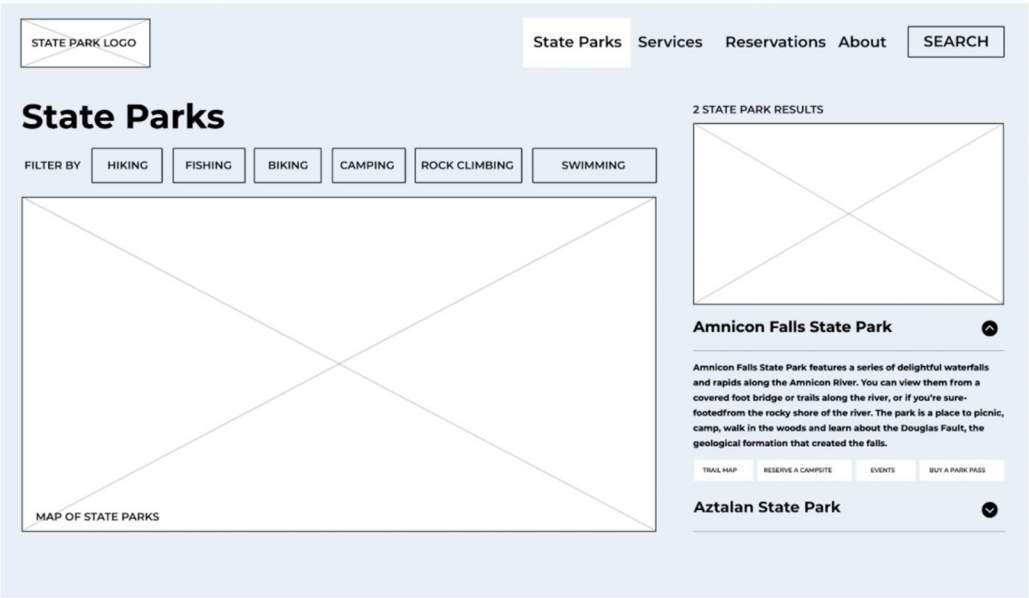 STATE PARK LOGO
State Parks Services Reservations About SEARCH
State Parks
FILTER BY HIKING FISHING BIKING CAMPING ROCK CLIMBING SWIMMING
MAP OF STATE PARKS
2 STATE PARK RESULTS
Amnicon Falls State Park
Amnicon Falls State Park features a series of delightful waterfalls
and rapids along the Amnicon River. You can view them from a
covered foot bridge or trails along the river, or if you're sure-
footedfrom the rocky shore of the river. The park is a place to picnic,
camp, walk in the woods and learn about the Douglas Fault, the
geological formation that created the falls.
TRAIL MAP RESERVE A CAMPSITE EVENTS BUY A PARK PASS
Aztalan State Park